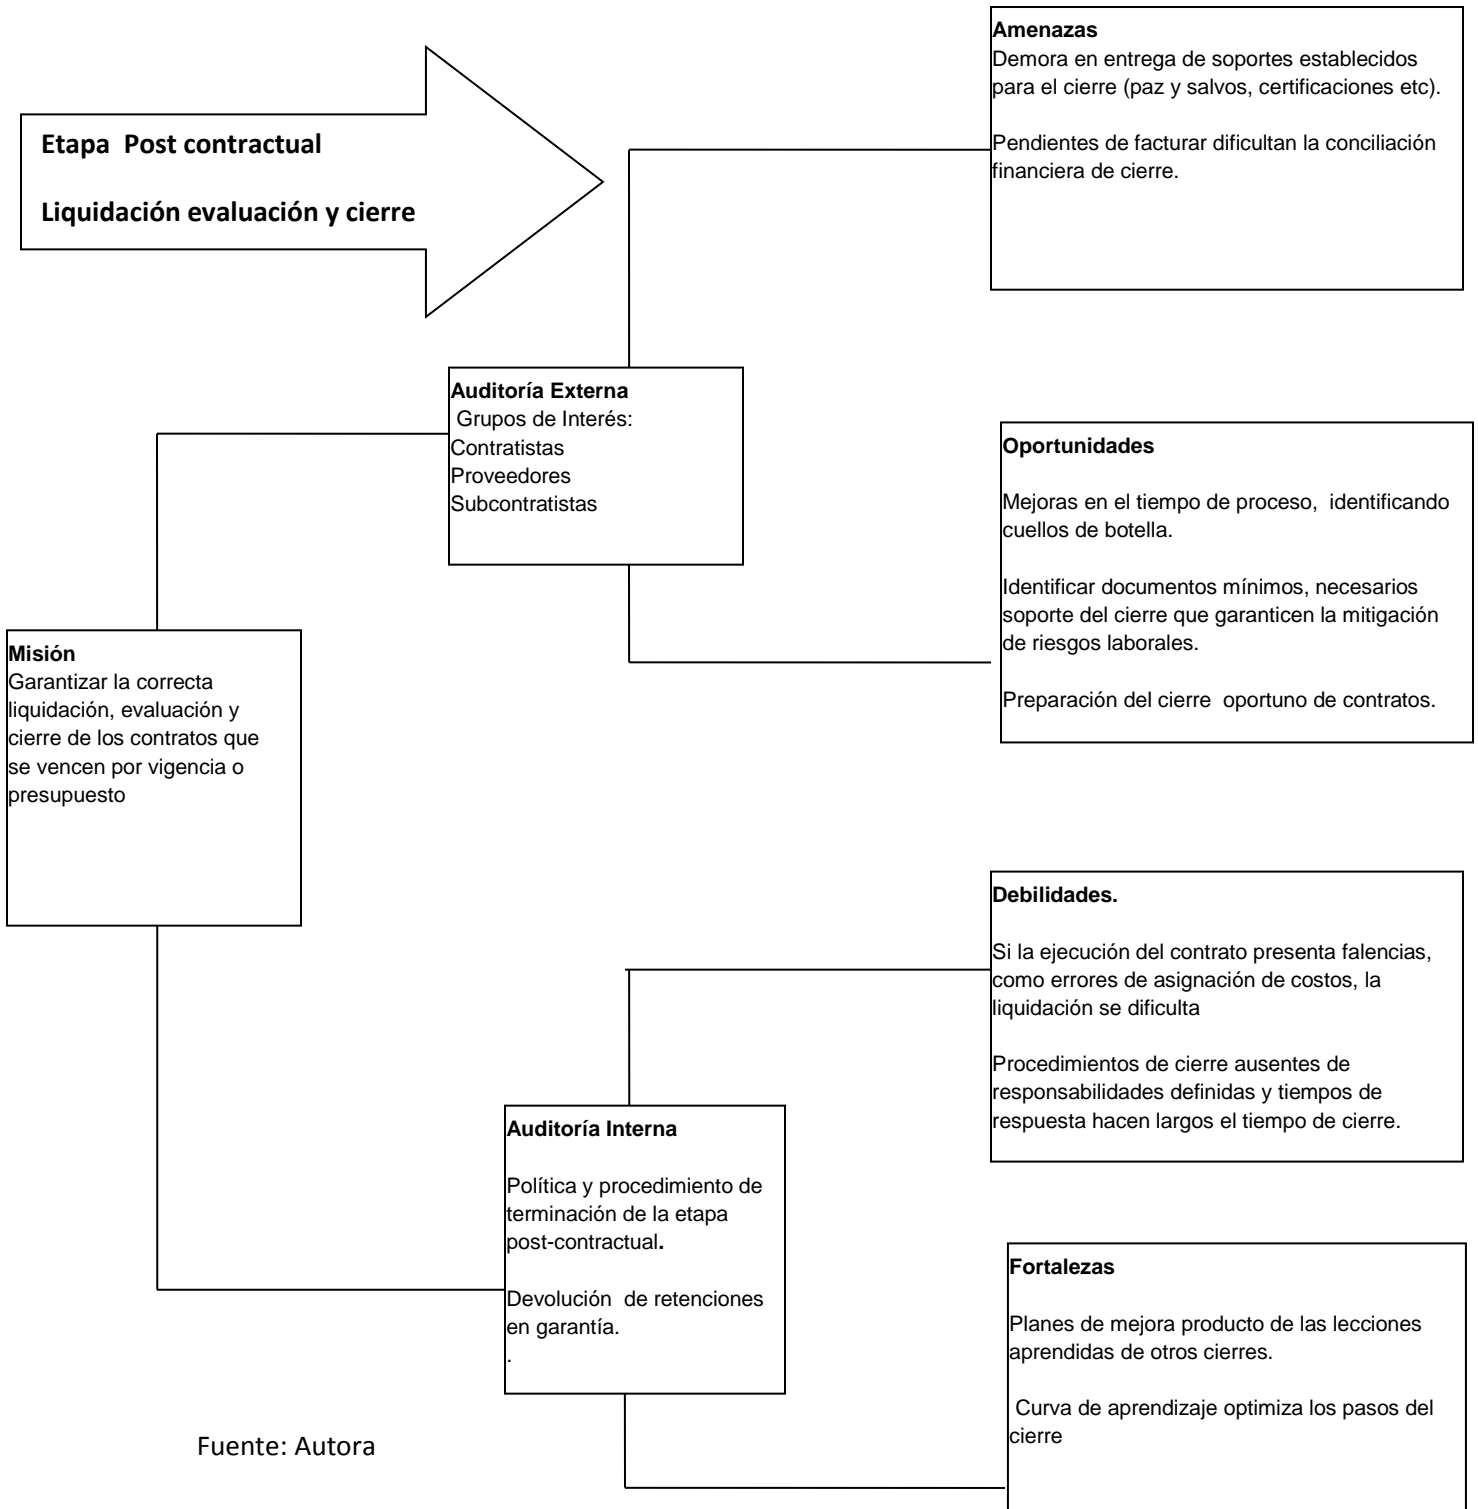 Etapa  Post contractual
Liquidación evaluación y cierre
Amenazas
Demora en entrega de soportes establecidos
para el cierre (paz y salvos, certificaciones etc).
Pendientes de facturar dificultan la conciliación
financiera de cierre.
Auditoría Externa
Grupos de Interés:
Contratistas
Proveedores
Subcontratistas
Oportunidades
Mejoras en el tiempo de proceso,  identificando
cuellos de botella.
Identificar documentos mínimos, necesarios
soporte del cierre que garanticen la mitigación
de riesgos laborales.
Preparación del cierre  oportuno de contratos.
Misión
Garantizar la correcta
liquidación, evaluación y
cierre de los contratos que
se vencen por vigencia o
presupuesto
Debilidades.
Si la ejecución del contrato presenta falencias,
como errores de asignación de costos, la
liquidación se dificulta
Procedimientos de cierre ausentes de
responsabilidades definidas y tiempos de
respuesta hacen largos el tiempo de cierre.
Auditoría Interna
Política y procedimiento de
terminación de la etapa
post-contractual.
Devolución  de retenciones
en garantía.
.
Fortalezas
Planes de mejora producto de las lecciones
aprendidas de otros cierres.
Curva de aprendizaje optimiza los pasos del
cierre
Fuente: Autora